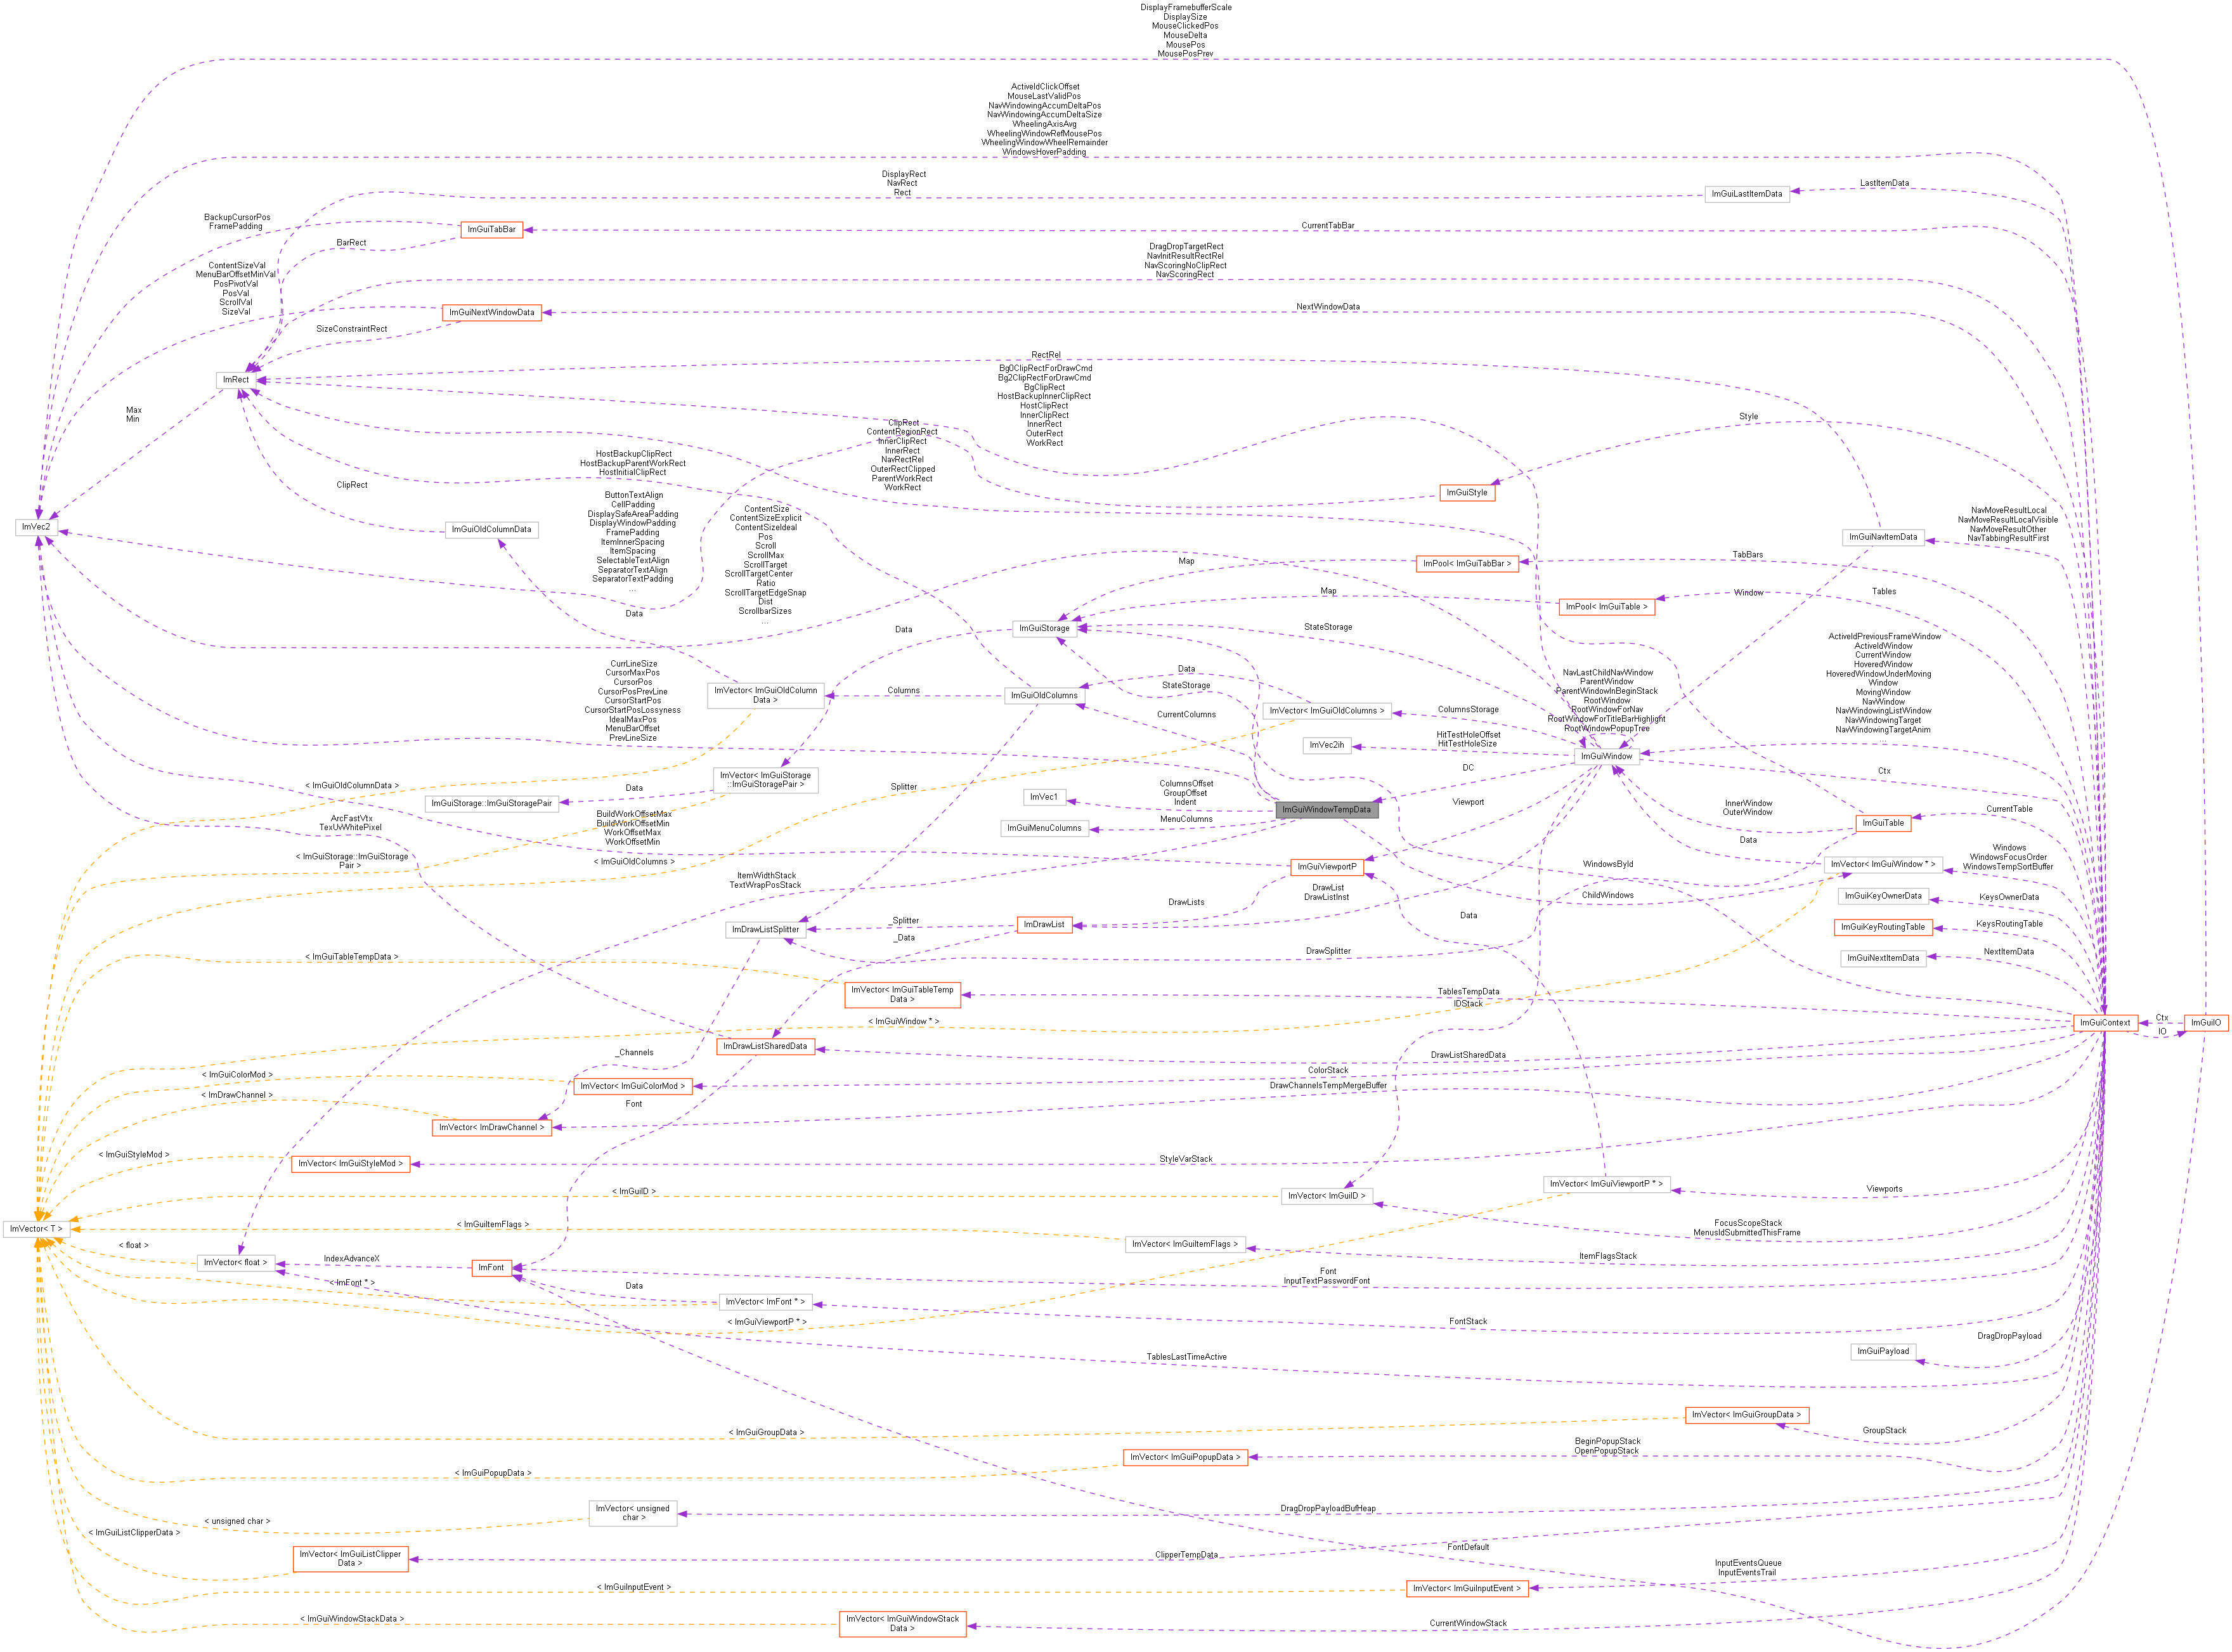 DisplayFramebufferScale
DisplaySize
MouseClickedPos
MouseDelta
MousePos
MousePosPrev
ActiveIdClickOffset
MouseLastValidPos
NavWindowingAccumDeltaPos
NavWindowingAccumDeltaSize
WheelingAxisAvg
WheelingWindowRefMousePos
WheelingWindowWheelRemainder
WindowsHoverPadding
DisplayRect
NavRect
Rect
LastItemData
ImGuiLastItemData
BackupCursorPos
FramePadding
ImGuiTabBar
CurrentTabBar
BarRect
DragDropTargetRect
NavInitResultRectRel
NavScoringNoClipRect
NavScoringRect
ContentSizeVal
MenuBarOffsetMinVal
PosPivotVal
PosVal
ScrollVal
SizeVal
ImGuiNextWindowData
NextWindowData
SizeConstraintRect
RectRel
ImRect
Bg0ClipRectForDrawCmd
Bg2ClipRectForDrawCmd
BgClipRect
HostBackupInnerClipRect
HostClipRect
InnerClipRect
InnerRect
OuterRect
WorkRect
Max
Min
Style
ClipRect
ContentRegionRect
InnerClipRect
InnerRect
NavRectRel
OuterRectClipped
ParentWorkRect
WorkRect
HostBackupClipRect
HostBackupParentWorkRect
HostInitialClipRect
ClipRect
ImGuiStyle
ButtonTextAlign
CellPadding
DisplaySafeAreaPadding
DisplayWindowPadding
FramePadding
ItemInnerSpacing
ItemSpacing
SelectableTextAlign
SeparatorTextAlign
SeparatorTextPadding
...
ContentSize
ContentSizeExplicit
ContentSizeIdeal
Pos
Scroll
ScrollMax
ScrollTarget
ScrollTargetCenter
Ratio
ScrollTargetEdgeSnap
Dist
ScrollbarSizes
...
ImVec2
ImGuiOldColumnData
ImGuiNavItemData
NavMoveResultLocal
NavMoveResultLocalVisible
NavMoveResultOther
NavTabbingResultFirst
Map
ImPool< ImGuiTabBar >
TabBars
Map
ImPool< ImGuiTable >
Window
Tables
Data
ImGuiStorage
Data
StateStorage
CurrLineSize
CursorMaxPos
CursorPos
CursorPosPrevLine
CursorStartPos
CursorStartPosLossyness
IdealMaxPos
MenuBarOffset
PrevLineSize
ImVector< ImGuiOldColumn
Data >
Columns
ImGuiOldColumns
Data
StateStorage
CurrentColumns
ImVector< ImGuiOldColumns >
ColumnsStorage
NavLastChildNavWindow
ParentWindow
ParentWindowInBeginStack
RootWindow
RootWindowForNav
RootWindowForTitleBarHighlight
RootWindowPopupTree
ActiveIdPreviousFrameWindow
ActiveIdWindow
CurrentWindow
HoveredWindow
HoveredWindowUnderMoving
Window
MovingWindow
NavWindow
NavWindowingListWindow
NavWindowingTarget
NavWindowingTargetAnim
...
ImVec2ih
HitTestHoleOffset
HitTestHoleSize
ImGuiWindow
Ctx
< ImGuiOldColumnData >
ImVector< ImGuiStorage
::ImGuiStoragePair >
Data
ImGuiStorage::ImGuiStoragePair
Splitter
ImVec1
ColumnsOffset
GroupOffset
Indent
ImGuiMenuColumns
MenuColumns
ImGuiWindowTempData
DC
Viewport
InnerWindow
OuterWindow
ImGuiTable
CurrentTable
ArcFastVtx
TexUvWhitePixel
BuildWorkOffsetMax
BuildWorkOffsetMin
WorkOffsetMax
WorkOffsetMin
Data
Windows
WindowsFocusOrder
WindowsTempSortBuffer
ImVector< ImGuiWindow * >
< ImGuiStorage::ImGuiStorage
Pair >
< ImGuiOldColumns >
ImGuiViewportP
WindowsById
ItemWidthStack
TextWrapPosStack
DrawLists
DrawList
DrawListInst
ChildWindows
ImGuiKeyOwnerData
KeysOwnerData
ImDrawListSplitter
_Splitter
ImDrawList
Data
ImGuiKeyRoutingTable
KeysRoutingTable
_Data
DrawSplitter
ImGuiNextItemData
NextItemData
< ImGuiTableTempData >
ImVector< ImGuiTableTemp
Data >
TablesTempData
IDStack
< ImGuiWindow * >
ImGuiContext
Ctx
IO
ImGuiIO
ImDrawListSharedData
DrawListSharedData
_Channels
< ImGuiColorMod >
ImVector< ImGuiColorMod >
ColorStack
< ImDrawChannel >
DrawChannelsTempMergeBuffer
Font
ImVector< ImDrawChannel >
< ImGuiStyleMod >
ImVector< ImGuiStyleMod >
StyleVarStack
< ImGuiID >
ImVector< ImGuiID >
ImVector< ImGuiViewportP * >
Viewports
ImVector< T >
< ImGuiItemFlags >
FocusScopeStack
MenusIdSubmittedThisFrame
< float >
ImVector< float >
IndexAdvanceX
ImFont
ImVector< ImGuiItemFlags >
ItemFlagsStack
Font
InputTextPasswordFont
< ImFont * >
Data
ImVector< ImFont * >
< ImGuiViewportP * >
FontStack
DragDropPayload
ImGuiPayload
TablesLastTimeActive
ImVector< ImGuiGroupData >
< ImGuiGroupData >
GroupStack
BeginPopupStack
OpenPopupStack
ImVector< ImGuiPopupData >
< ImGuiPopupData >
ImVector< unsigned
char >
< unsigned char >
DragDropPayloadBufHeap
< ImGuiListClipperData >
ImVector< ImGuiListClipper
Data >
ClipperTempData
FontDefault
InputEventsQueue
InputEventsTrail
< ImGuiInputEvent >
ImVector< ImGuiInputEvent >
< ImGuiWindowStackData >
ImVector< ImGuiWindowStack
Data >
CurrentWindowStack